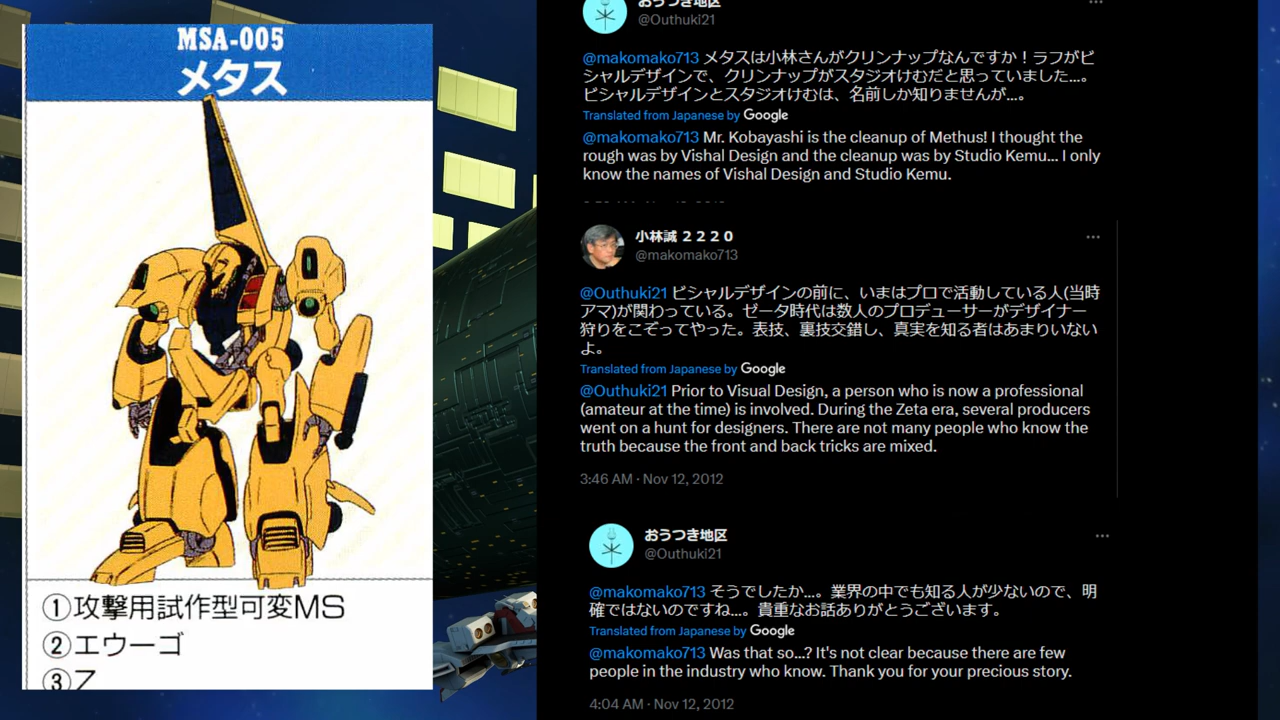 MSA-005
メタス
①攻撃用試作型可変MS
②エゥーゴ
③Z
おうつき地区
@Outhuki21
@makomako713 メタスは小林さんがクリンナップなんですか！ラフがビ
シャルデザインで、クリンナップがスタジオけむだと思っていました…。
ビシャルデザインとスタジオけむは、名前しか知りませんが…。
Translated from Japanese by Google
@makomako713 Mr. Kobayashi is the cleanup of Methus! I thought the
rough was by Vishal Design and the cleanup was by Studio Kemu... I only
know the names of Vishal Design and Studio Kemu.
小林誠２２２０
@makomako713
@Outhuki21 ビシャルデザインの前に、いまはプロで活動している人(当時
アマ)が関わっている。ゼータ時代は数人のプロデューサーがデザイナー
狩りをこぞってやった。表技、裏技交錯し、真実を知る者はあまりいない
よ。
Translated from Japanese by Google
@Outhuki21 Prior to Visual Design, a person who is now a professional
(amateur at the time) is involved. During the Zeta era, several producers
went on a hunt for designers. There are not many people who know the
truth because the front and back tricks are mixed.
3:46 AM · Nov 12, 2012
おうつき地区
@Outhuki21
@makomako713 そうでしたか…。業界の中でも知る人が少ないので、明
確ではないのですね…。貴重なお話ありがとうございます。
Translated from Japanese by Google
@makomako713 Was that so...? It's not clear because there are few
people in the industry who know. Thank you for your precious story.
4:04 AM · Nov 12, 2012